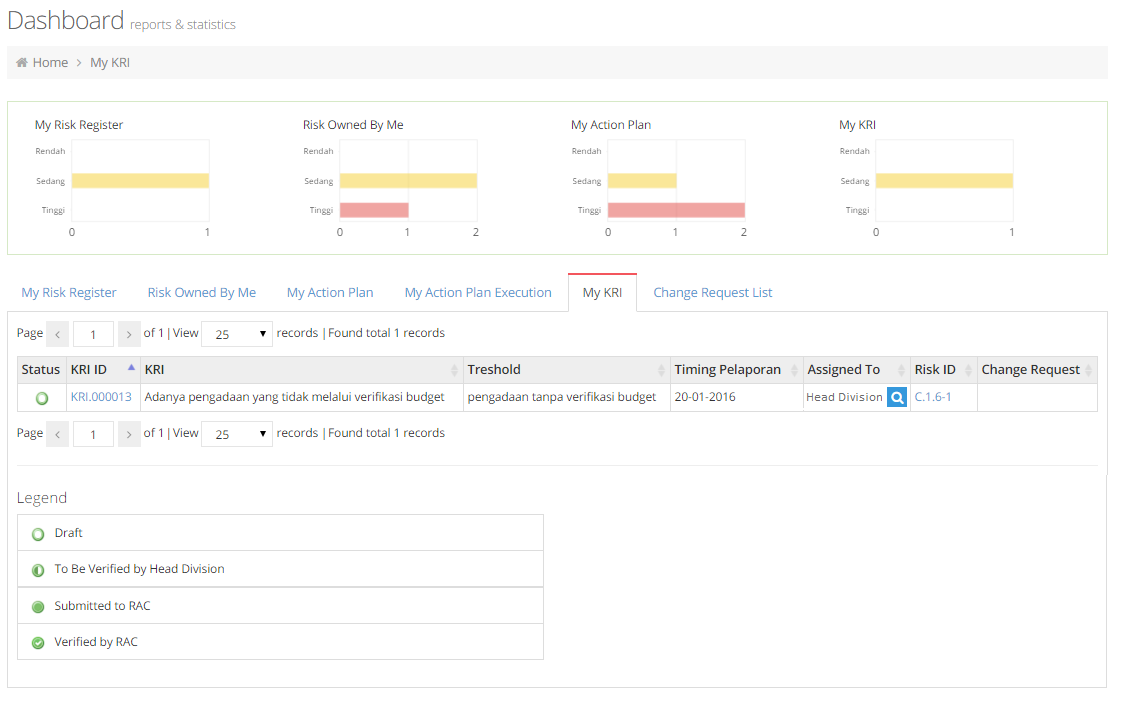 Dashboard reports & statistics
Home > My KRI
My Risk Register
Rendah
Sedang
Tinggi
0 1
Risk Owned By Me
Rendah
Sedang
Tinggi
0 1 2
My Action Plan
Rendah
Sedang
Tinggi
0 1 2
My KRI
Rendah
Sedang
Tinggi
0 1
My Risk Register Risk Owned By Me My Action Plan My Action Plan Execution My KRI Change Request List
Page < 1 > of 1 | View 25 records | Found total 1 records
Status KRI ID KRI Treshold Timing Pelaporan Assigned To Risk ID Change Request
KRI.000013 Adanya pengadaan yang tidak melalui verifikasi budget pengadaan tanpa verifikasi budget 20-01-2016 Head Division C.1.6-1
Page < 1 > of 1 | View 25 records | Found total 1 records
Legend
Draft
To Be Verified by Head Division
Submitted to RAC
Verified by RAC